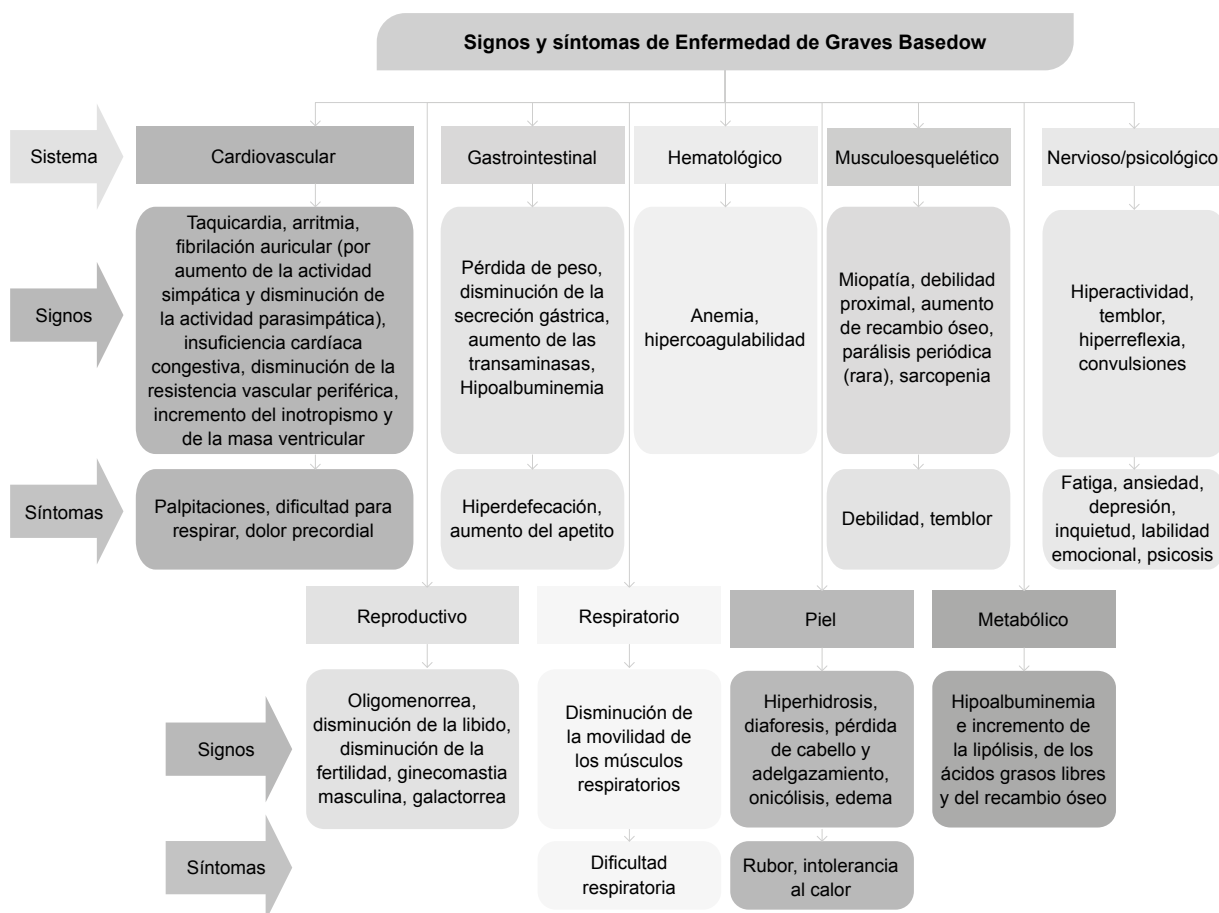 Signos y síntomas de Enfermedad de Graves Basedow
Sistema
Cardiovascular
Gastrointestinal
Hematológico
Musculoesquelético
Nervioso/psicológico
Signos
Taquicardia, arritmia,
fibrilación auricular (por
aumento de la actividad
simpática y disminución de
la actividad parasimpática),
insuficiencia cardíaca
congestiva, disminución de la
resistencia vascular periférica,
incremento del inotropismo y
de la masa ventricular
Pérdida de peso,
disminución de la
secreción gástrica,
aumento de las
transaminasas,
Hipoalbuminemia
Anemia,
hipercoagulabilidad
Miopatía, debilidad
proximal, aumento
de recambio óseo,
parálisis periódica
(rara), sarcopenia
Hiperactividad,
temblor,
hiperreflexia,
convulsiones
Síntomas
Palpitaciones, dificultad para
respirar, dolor precordial
Hiperdefecación,
aumento del apetito
Debilidad, temblor
Fatiga, ansiedad,
depresión,
inquietud, labilidad
emocional, psicosis
Reproductivo
Respiratorio
Piel
Metabólico
Signos
Oligomenorrea,
disminución de la libido,
disminución de la
fertilidad, ginecomastia
masculina, galactorrea
Disminución de
la movilidad de
los músculos
respiratorios
Hiperhidrosis,
diaforesis, pérdida
de cabello y
adelgazamiento,
onicólisis, edema
Hipoalbuminemia
e incremento de
la lipólisis, de los
ácidos grasos libres
y del recambio óseo
Síntomas
Dificultad
respiratoria
Rubor, intolerancia
al calor